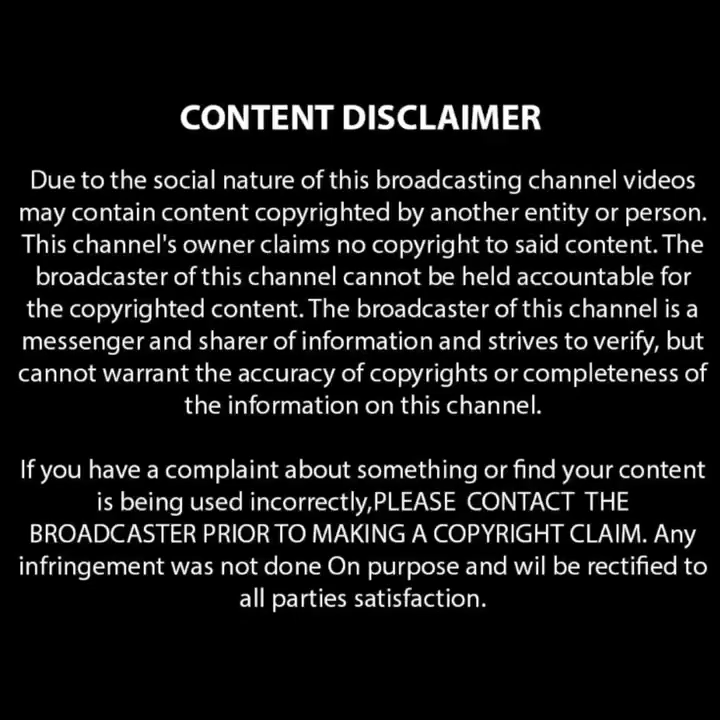 CONTENT DISCLAIMER
Due to the social nature of this broadcasting channel videos
may contain content copyrighted by another entity or person.
This channel's owner claims no copyright to said content. The
broadcaster of this channel cannot be held accountable for
the copyrighted content. The broadcaster of this channel is a
messenger and sharer of information and strives to verify, but
cannot warrant the accuracy of copyrights or completeness of
the information on this channel.
If you have a complaint about something or find your content
is being used incorrectly,PLEASE CONTACT THE
BROADCASTER PRIOR TO MAKING A COPYRIGHT CLAIM. Any
infringement was not done On purpose and wil be rectified to
all parties satisfaction.